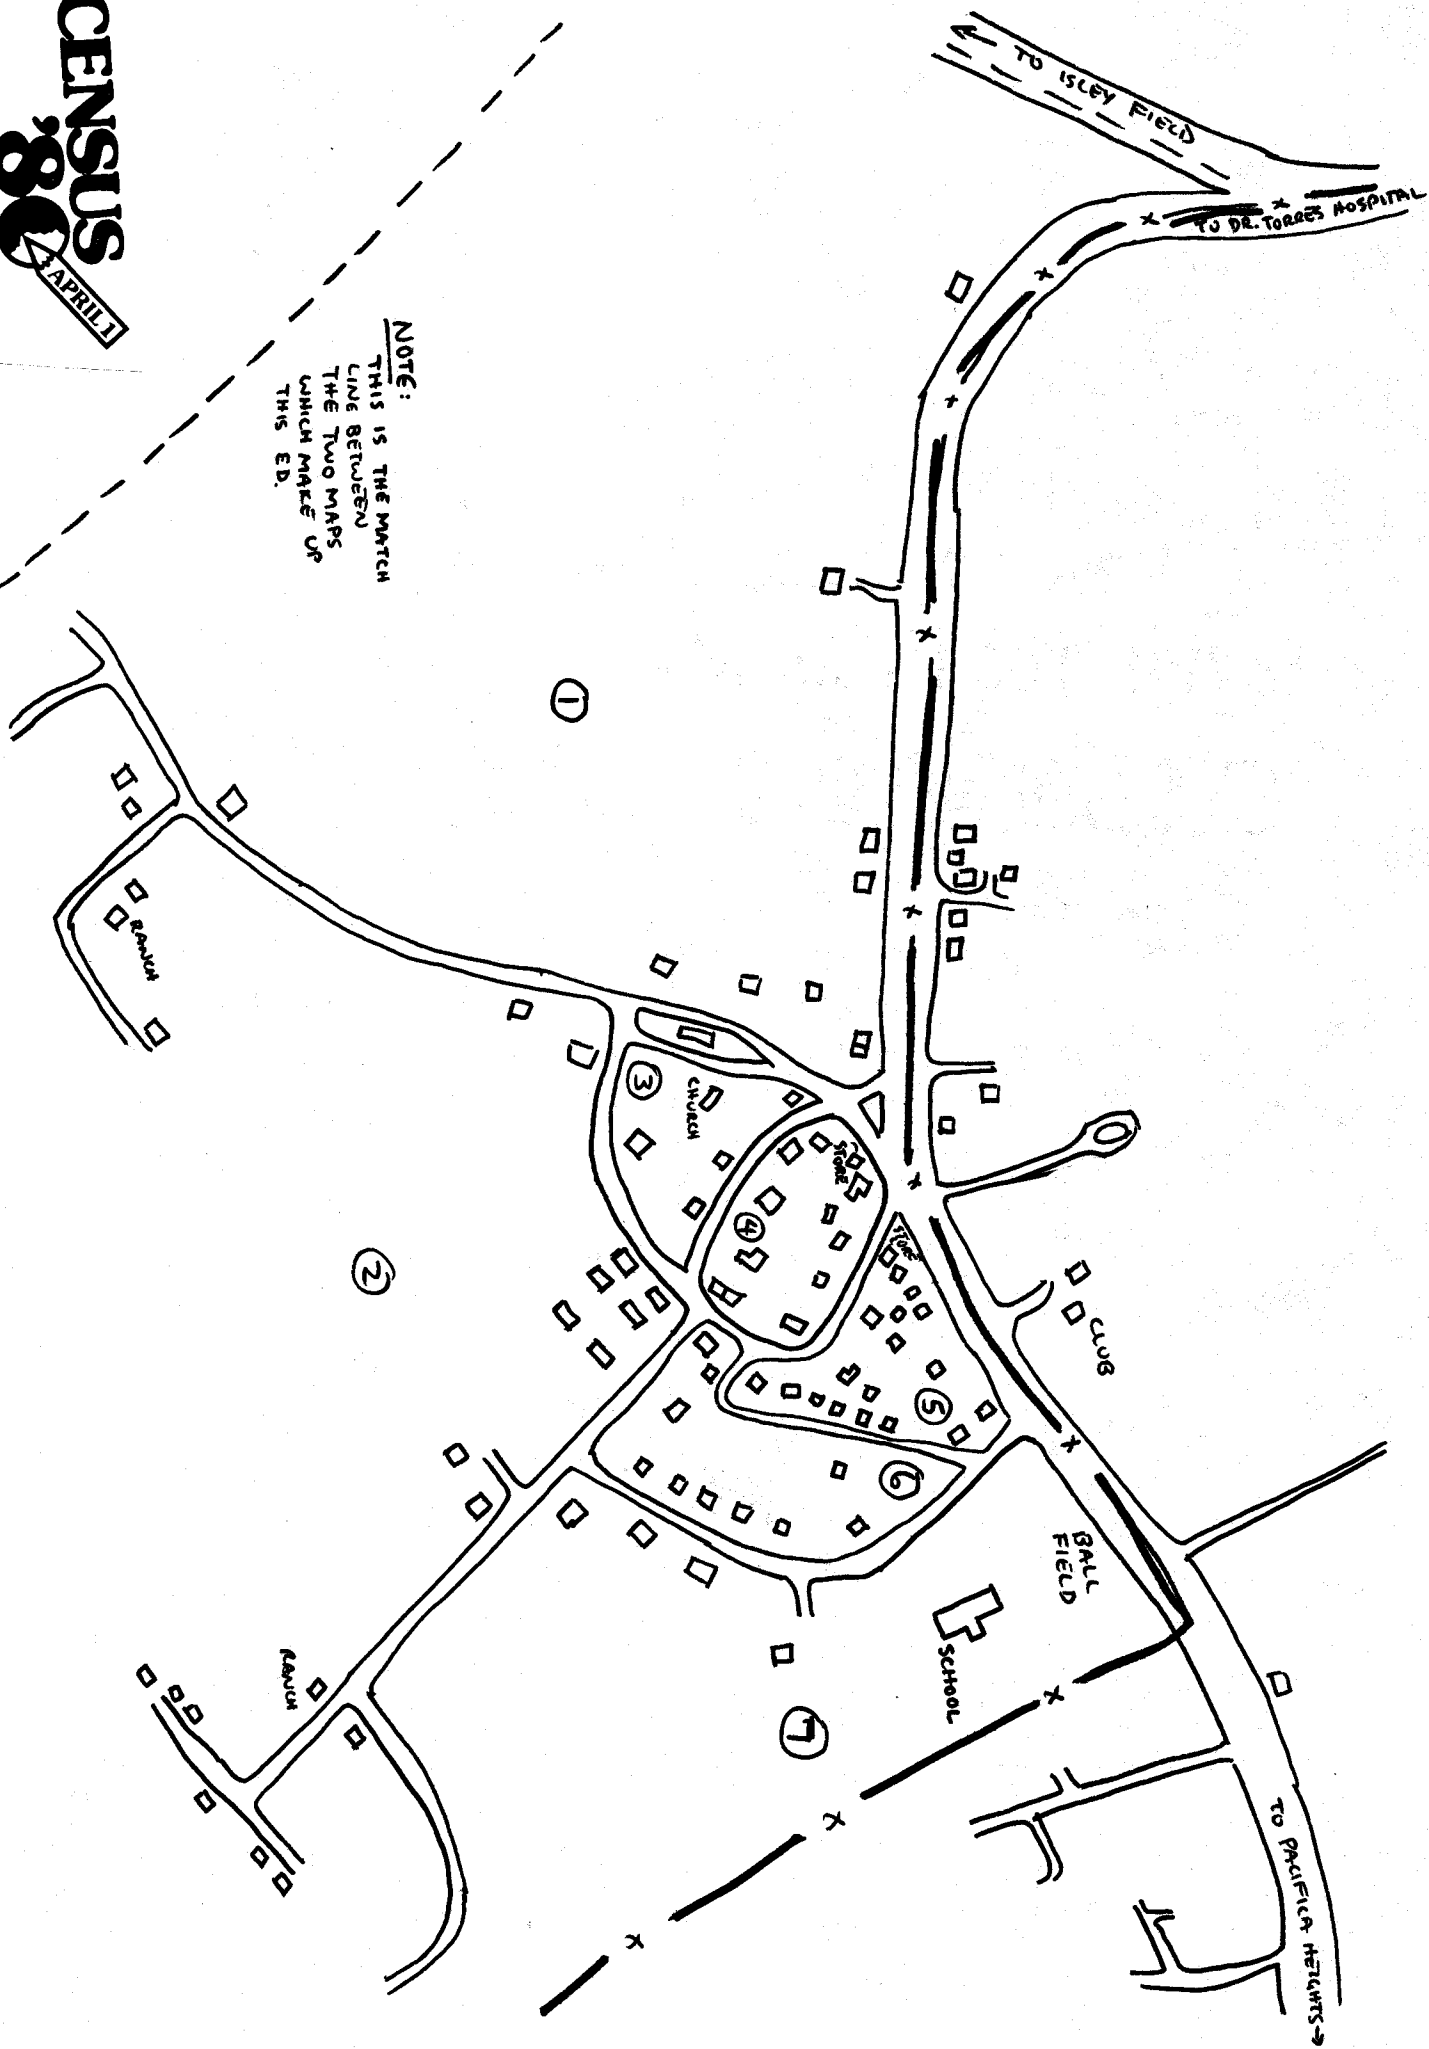 CENSUS
'80
APRIL 1
TO ISLEY FIELD
TO DR. TORRES HOSPITAL
NOTE:
THIS IS THE MATCH
LINE BETWEEN
THE TWO MAPS
WHICH MAKE UP
THIS ED.
1
RANCH
3
CHURCH
STORE
4
STORE
2
CLUB
5
6
BALL
FIELD
SCHOOL
RANCH
7
TO PACIFICA HEIGHTS→